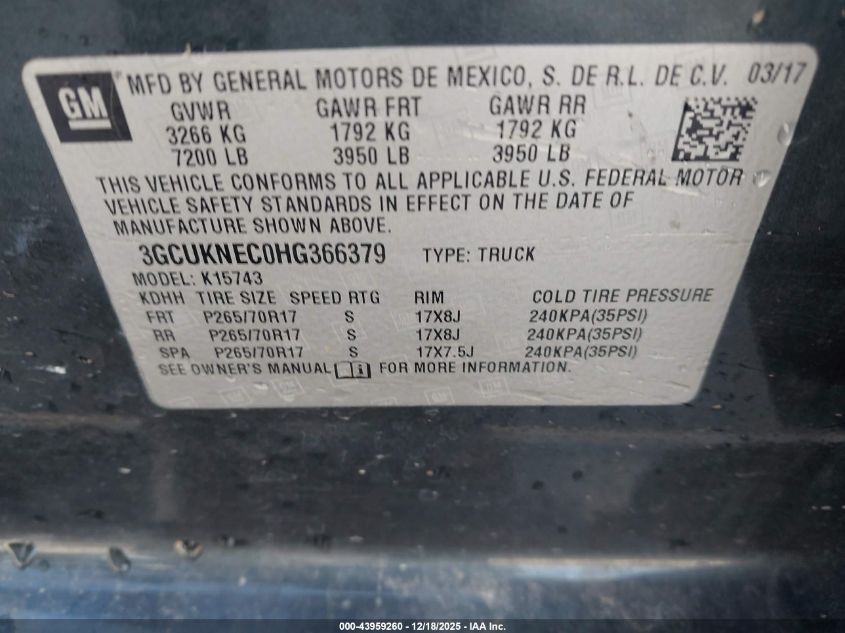 GM
MFD BY GENERAL MOTORS DE MEXICO, S. DE R.L. DE C.V. 03/17
GVWR GAWR FRT GAWR RR
3266 KG 1792 KG 1792 KG
7200 LB 3950 LB 3950 LB
THIS VEHICLE CONFORMS TO ALL APPLICABLE U.S. FEDERAL MOTOR
VEHICLE SAFETY STANDARDS IN EFFECT ON THE DATE OF
MANUFACTURE SHOWN ABOVE.
3GCUKNEC0HG366379 TYPE: TRUCK
MODEL: K15743
KDHH TIRE SIZE SPEED RTG RIM COLD TIRE PRESSURE
FRT P265/70R17 S 17X8J 240KPA(35PSI)
RR P265/70R17 S 17X8J 240KPA(35PSI)
SPA P265/70R17 S 17X7.5J 240KPA(35PSI)
SEE OWNER'S MANUAL FOR MORE INFORMATION.
000-43959260 - 12/18/2025 - IAA Inc.